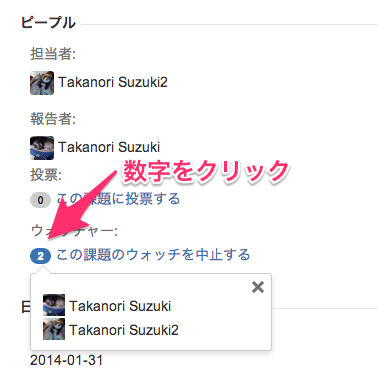 ピープル
担当者:
Takanori Suzuki2
報告者:
Takanori Suzuki
投票:
数字をクリック
0 この課題に投票する
ウォッチャー:
2 この課題のウォッチを中止する
Takanori Suzuki
Takanori Suzuki2
日
2014-01-31